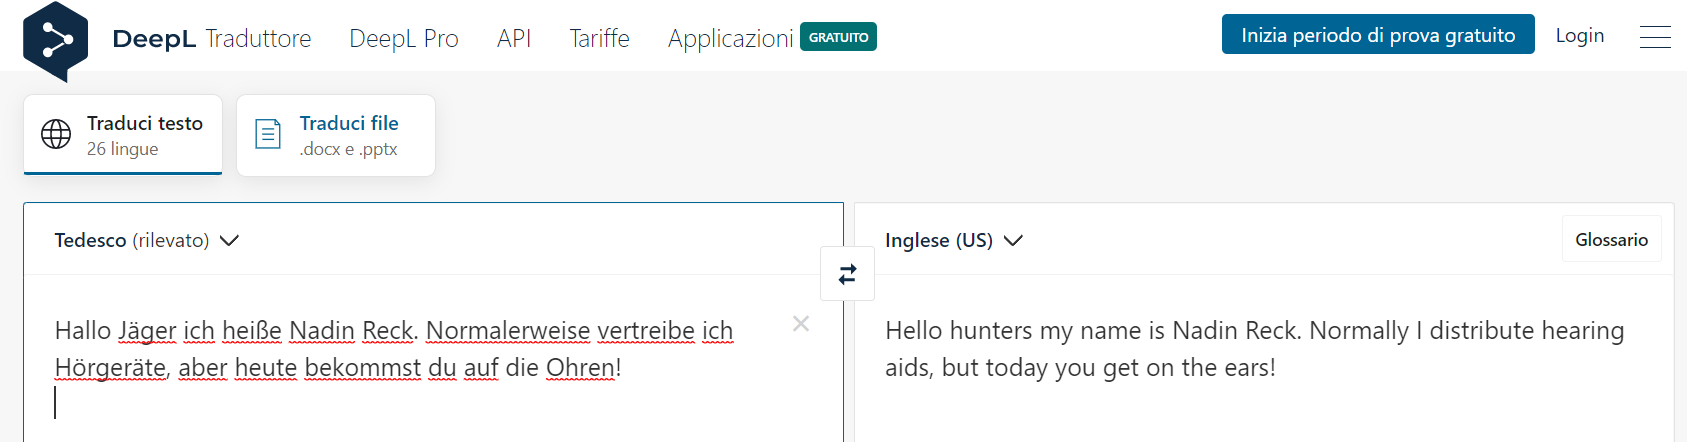 DeepL Traduttore DeepL Pro API Tariffe Applicazioni GRATUITO Inizia periodo di prova gratuito Login
Traduci testo
26 lingue
Traduci file
.docx e .pptx
Tedesco (rilevato)
Inglese (US)
Glossario
Hallo Jäger ich heiße Nadin Reck. Normalerweise vertreibe ich
Hörgeräte, aber heute bekommst du auf die Ohren!
Hello hunters my name is Nadin Reck. Normally I distribute hearing
aids, but today you get on the ears!